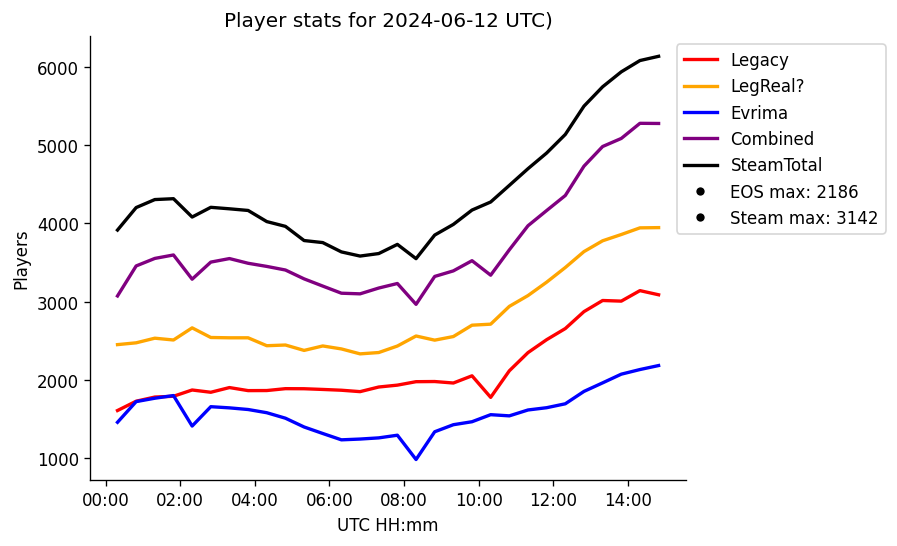 Player stats for 2024-06-12 UTC)
Players
6000
5000
4000
3000
2000
1000
00:00 02:00 04:00 06:00 08:00 10:00 12:00 14:00
UTC HH:mm
Legacy
LegReal?
Evrima
Combined
SteamTotal
EOS max: 2186
Steam max: 3142